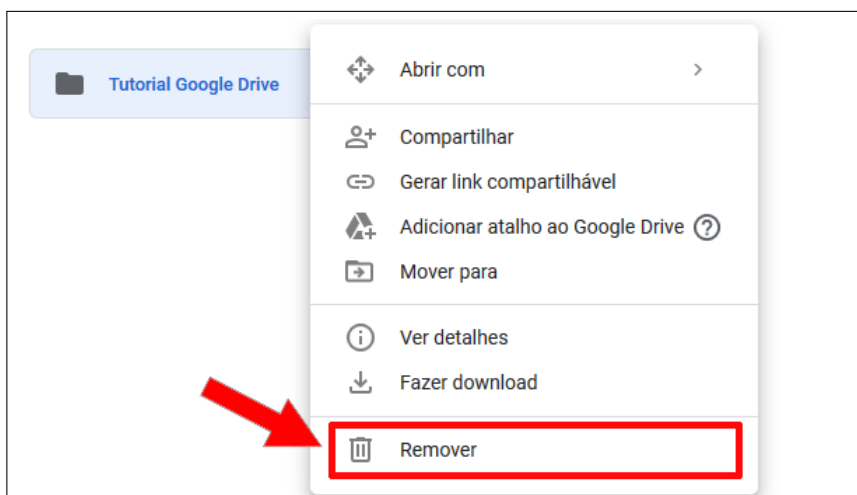 Tutorial Google Drive
Abrir com
Compartilhar
Gerar link compartilhável
Adicionar atalho ao Google Drive
Mover para
Ver detalhes
Fazer download
Remover